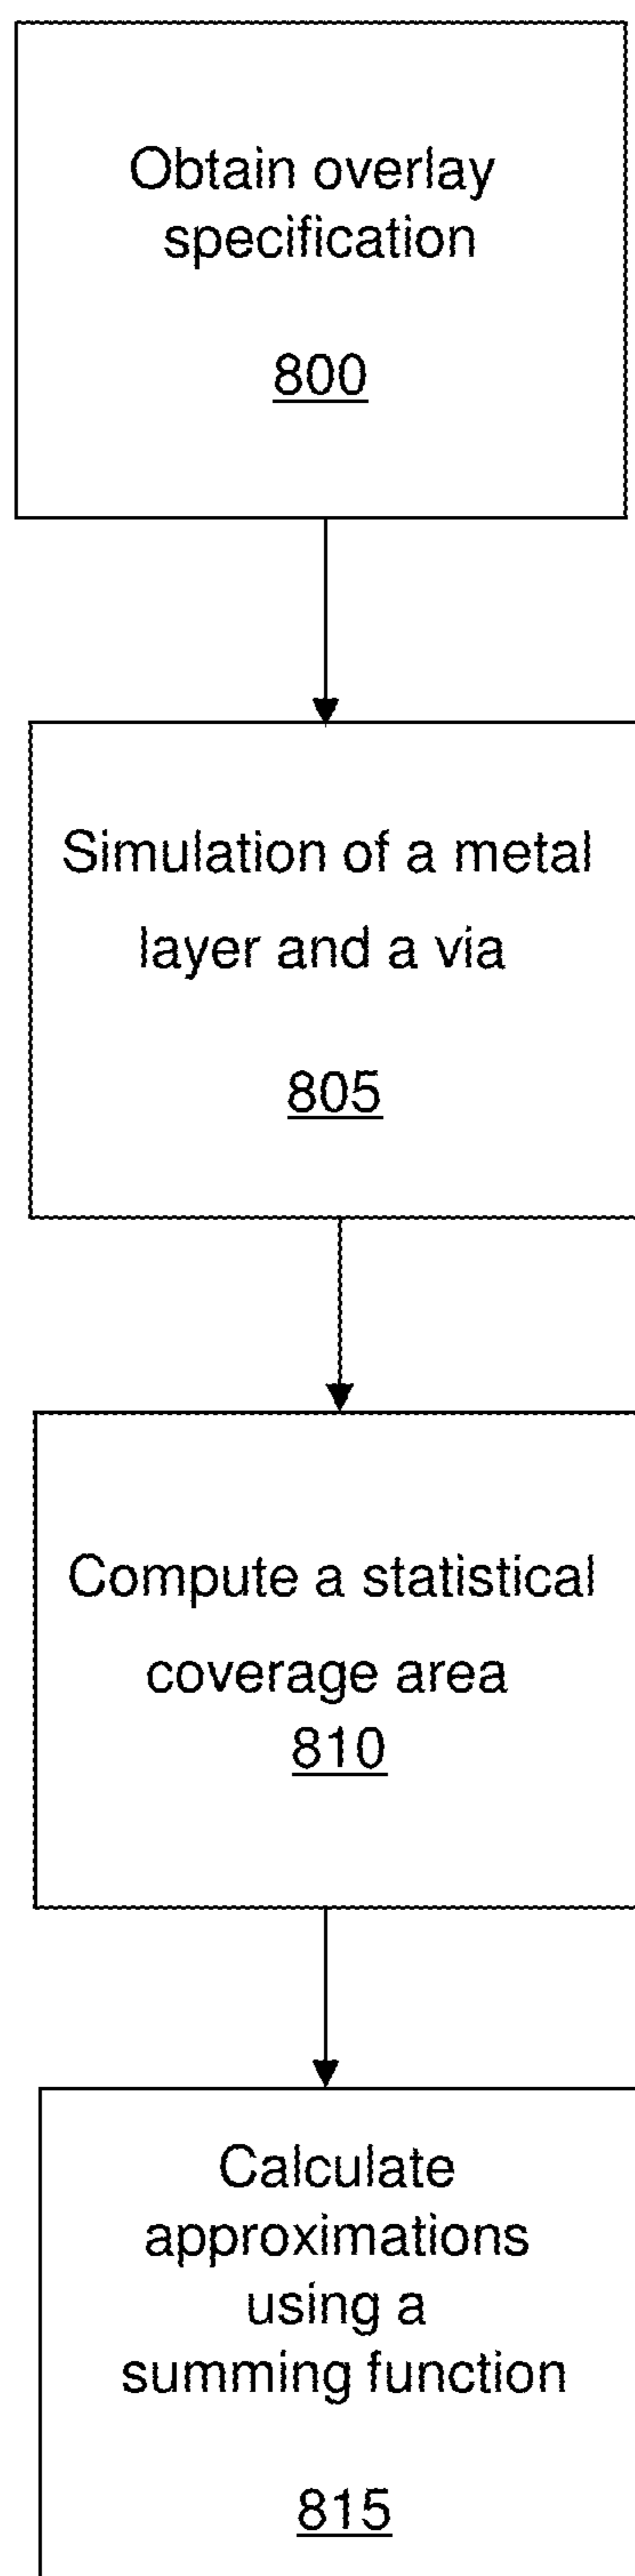 Obtain overlay
specification
800
Simulation of a metal
layer and a via
805
Compute a statistical
coverage area
810
Calculate
approximations
using a
summing function
815